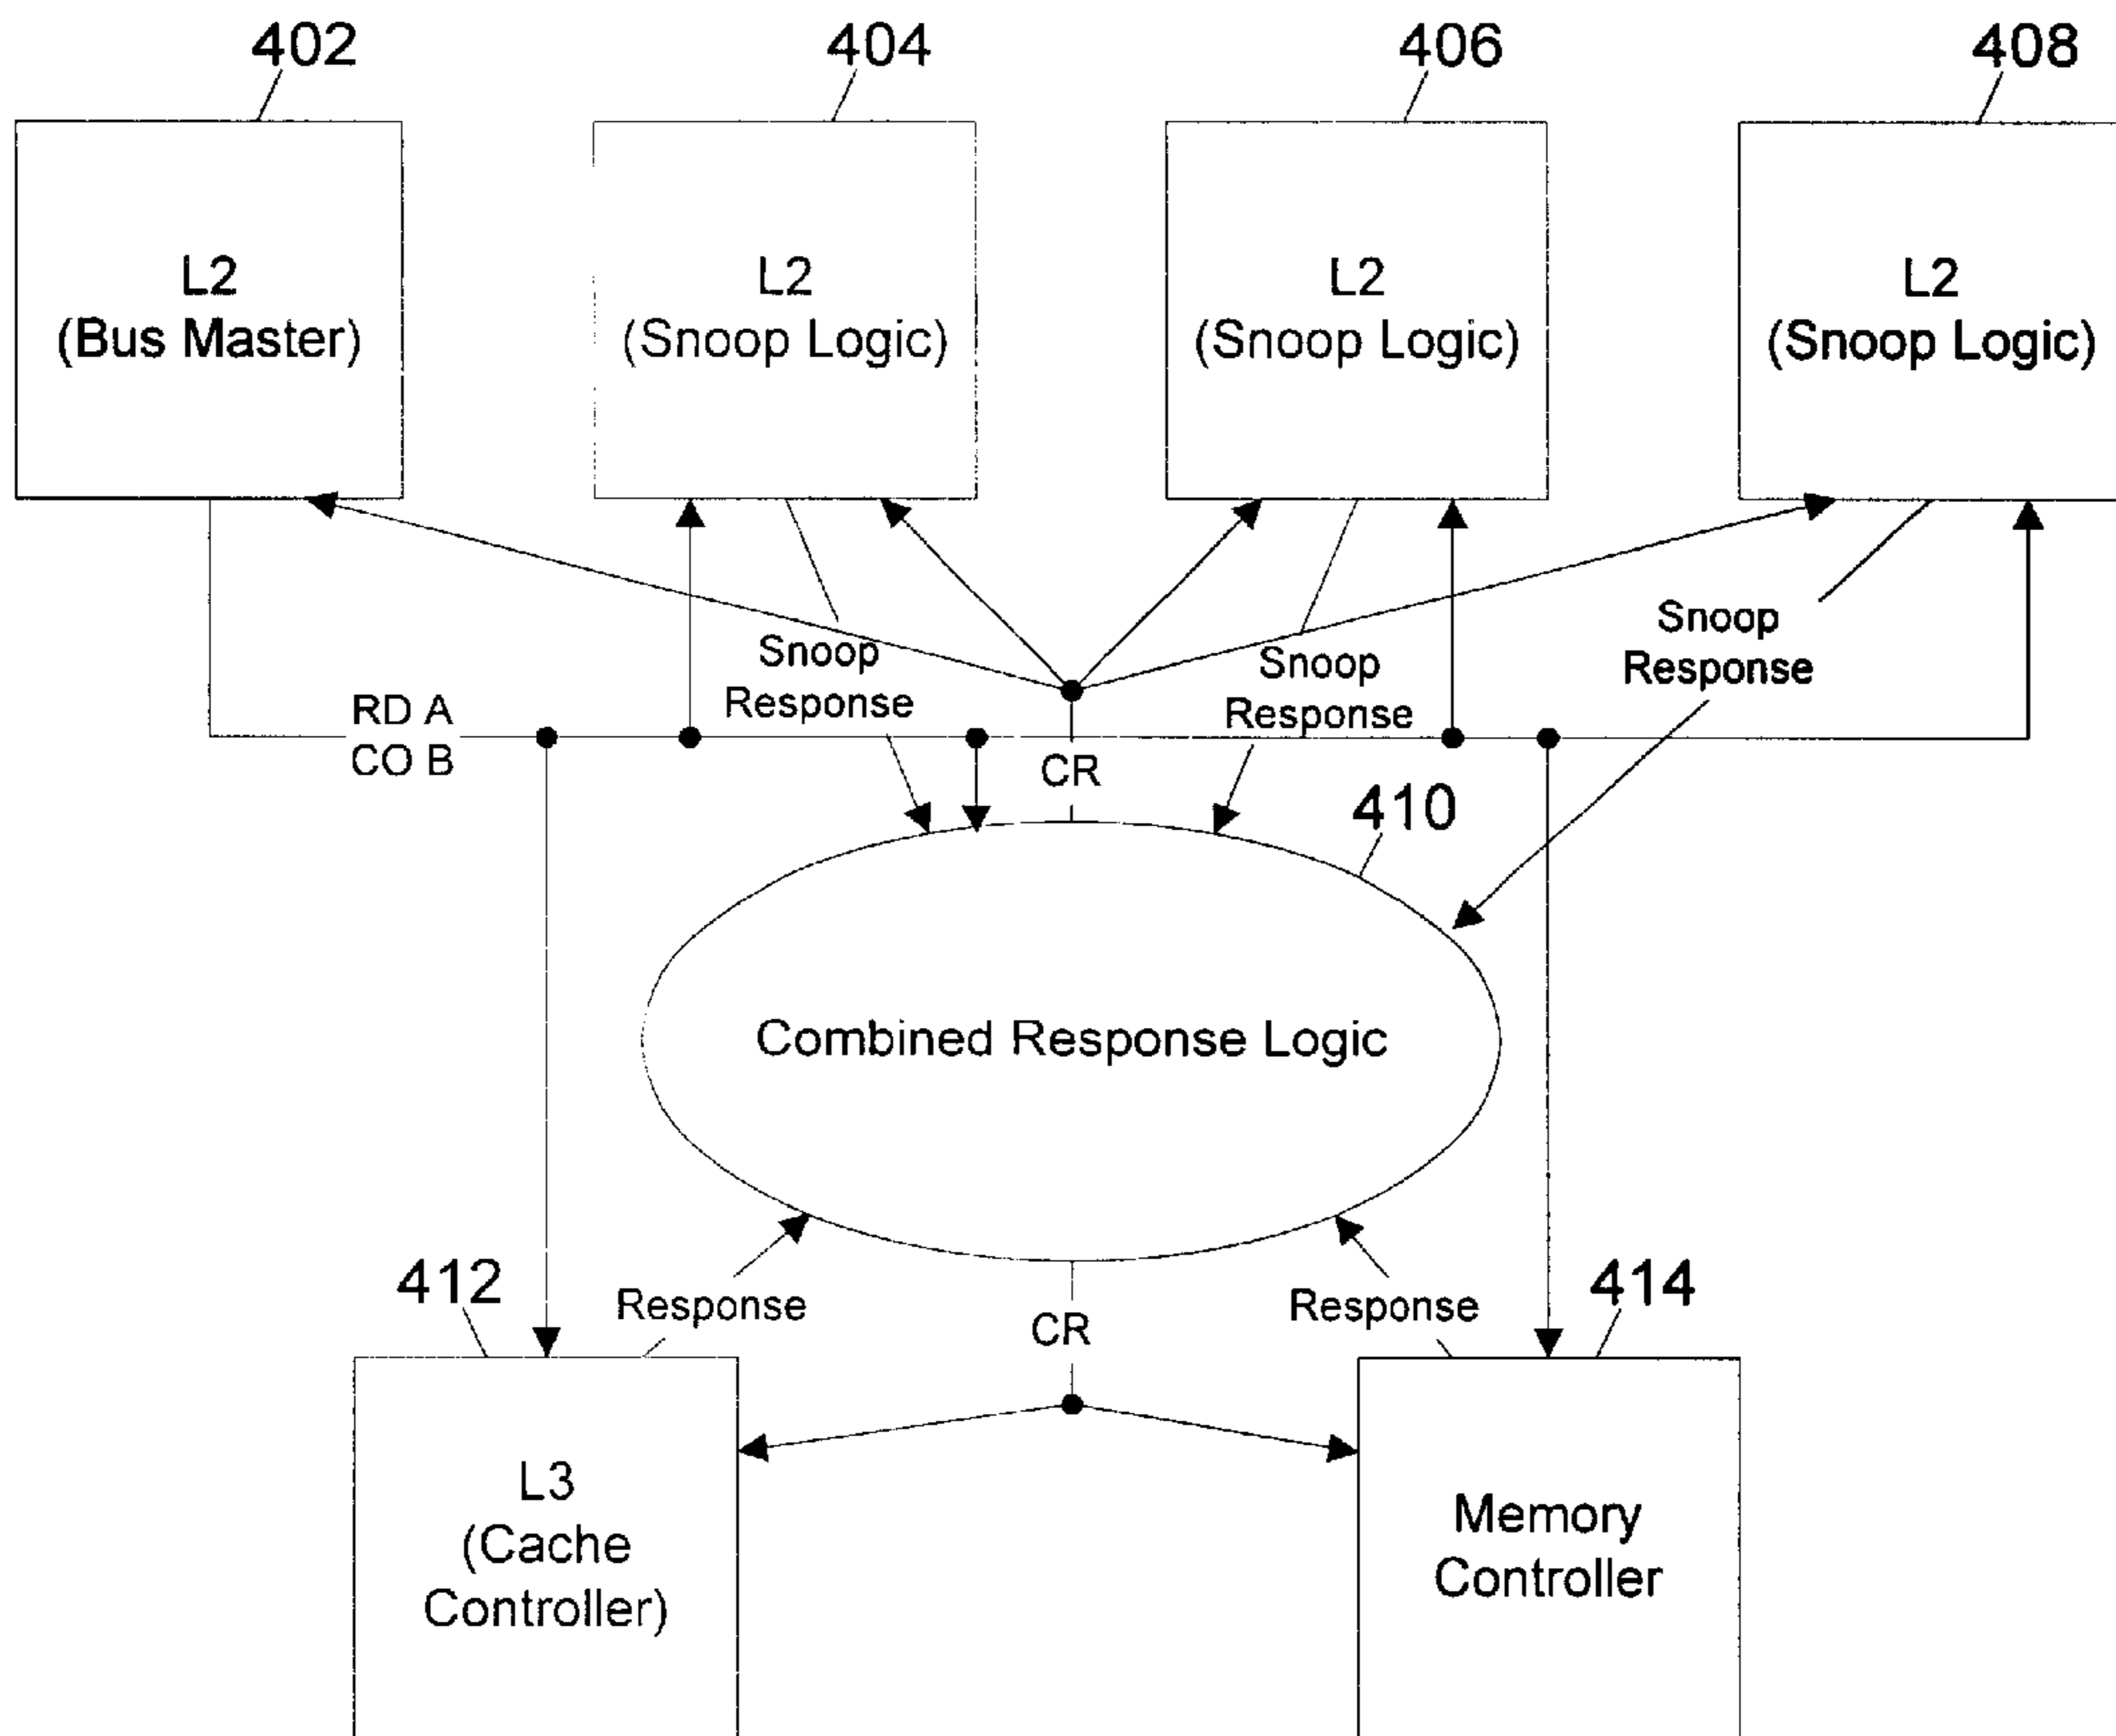 402
404
406
408
L2
(Bus Master)
L2
(Snoop Logic)
L2
(Snoop Logic)
L2
(Snoop Logic)
Snoop
Response
Snoop
Response
Snoop
Response
RD A
CO B
CR
410
Combined Response Logic
412
Response
CR
Response
414
L3
(Cache
Controller)
Memory
Controller